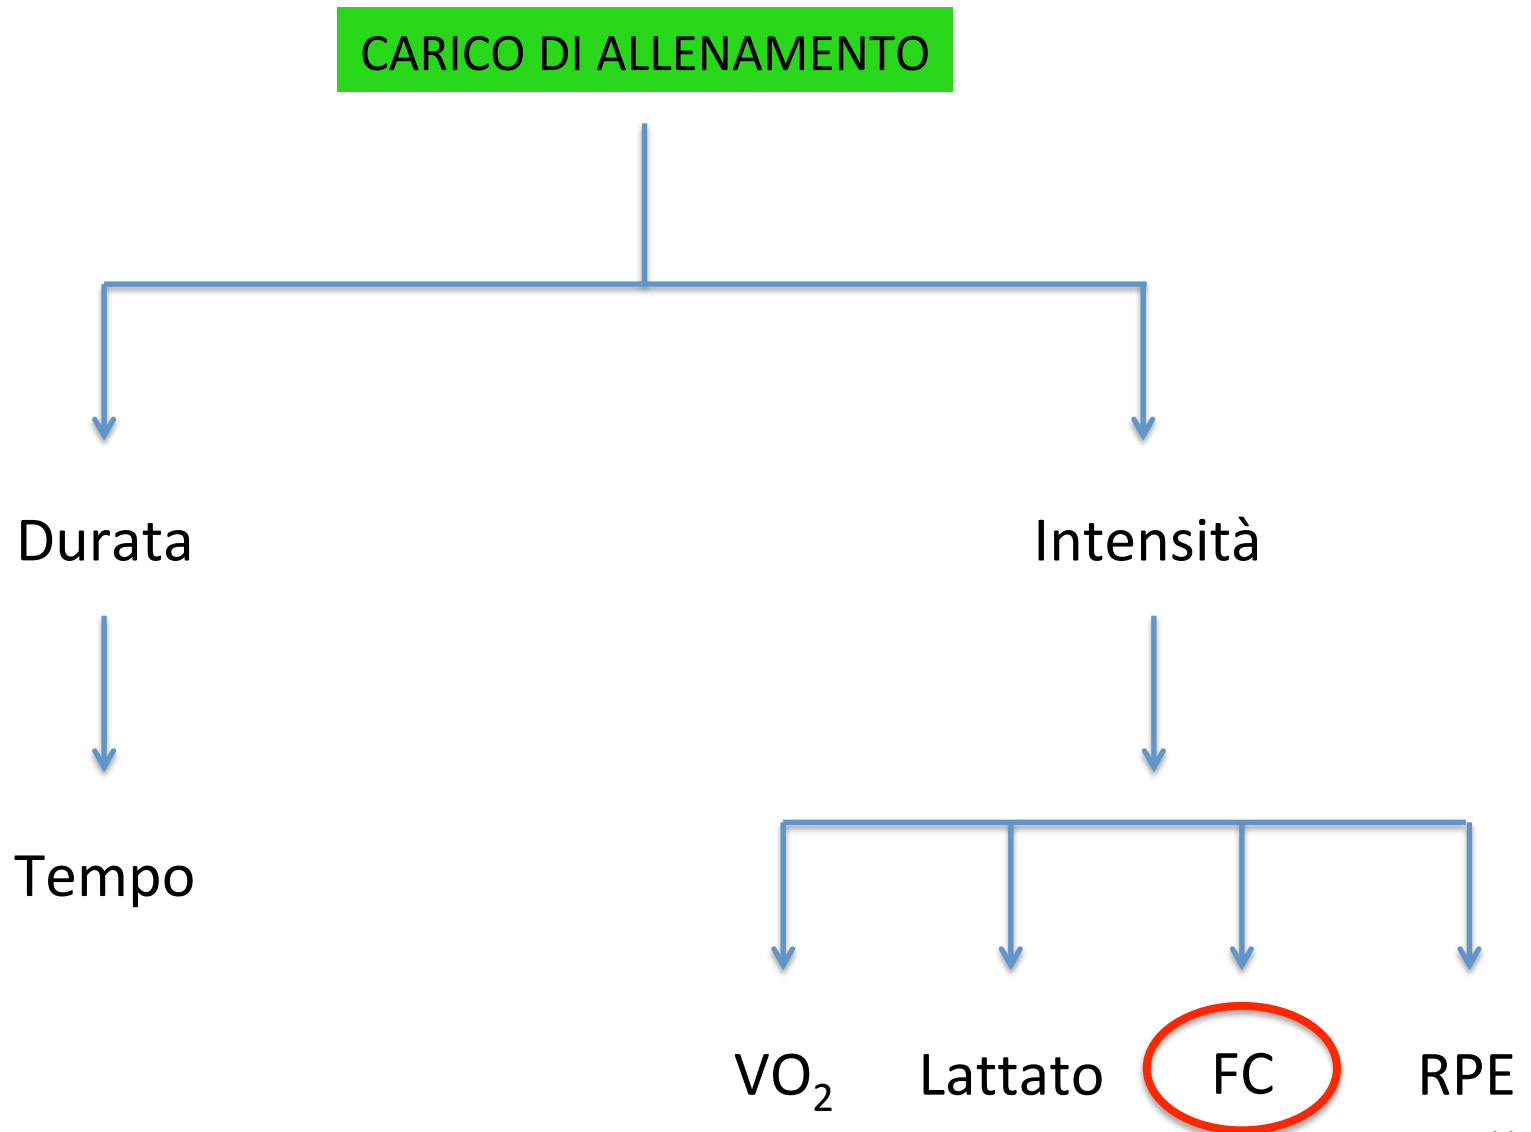 CARICO DI ALLENAMENTO
Durata
Intensità
Tempo
VO₂
Lattato
FC
RPE